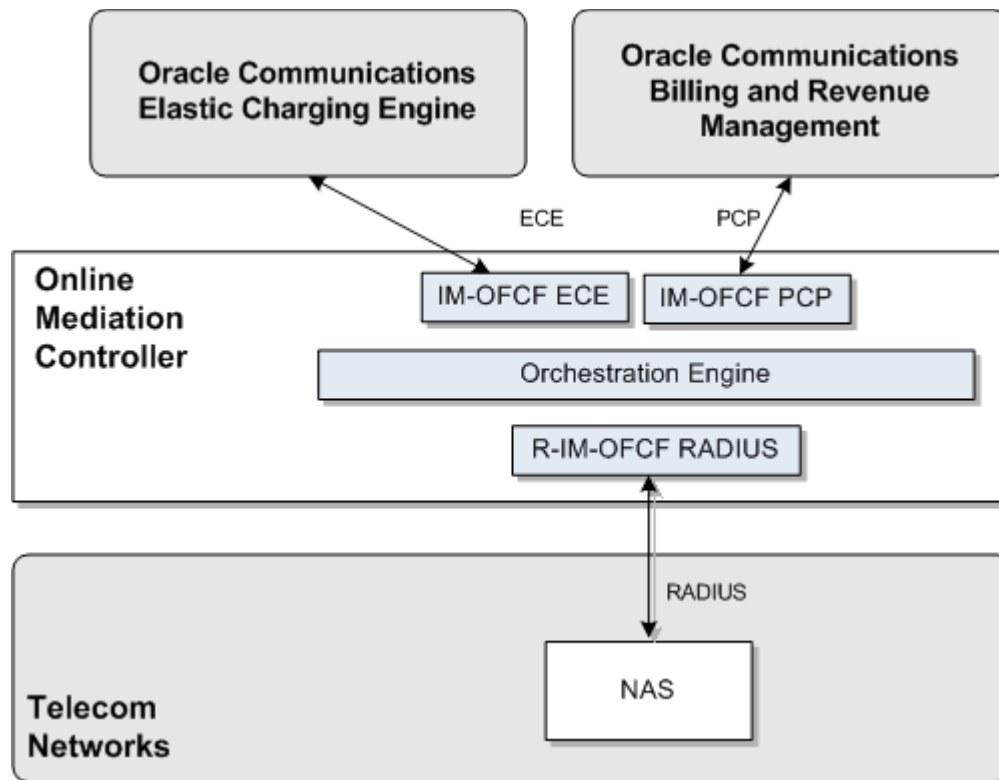 Oracle Communications
Elastic Charging Engine
Oracle Communications
Billing and Revenue
Management
ECE
PCP
Online
Mediation
Controller
IM-OFCF ECE
IM-OFCF PCP
Orchestration Engine
R-IM-OFCF RADIUS
RADIUS
NAS
Telecom
Networks